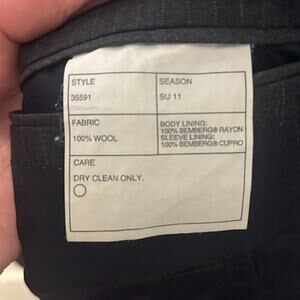 STYLE
35591
SEASON
SU 11
FABRIC
100% WOOL
BODY LINING:
100% BEMBERG® RAYON
SLEEVE LINING:
100% BEMBERG® CUPRO
CARE
DRY CLEAN ONLY.